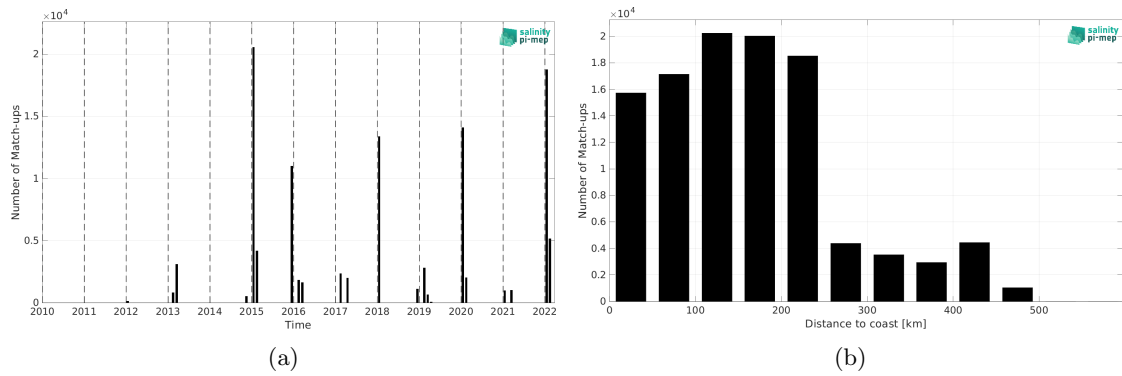 ×10⁴
salinity
pi-mep
2
1.5
1
0.5
0
Number of Match-ups
2010 2011 2012 2013 2014 2015 2016 2017 2018 2019 2020 2021 2022
Time
(a)
×10⁴
salinity
pi-mep
2
1.8
1.6
1.4
1.2
1
0.8
0.6
0.4
0.2
0
Number of Match-ups
0 100 200 300 400 500
Distance to coast [km]
(b)